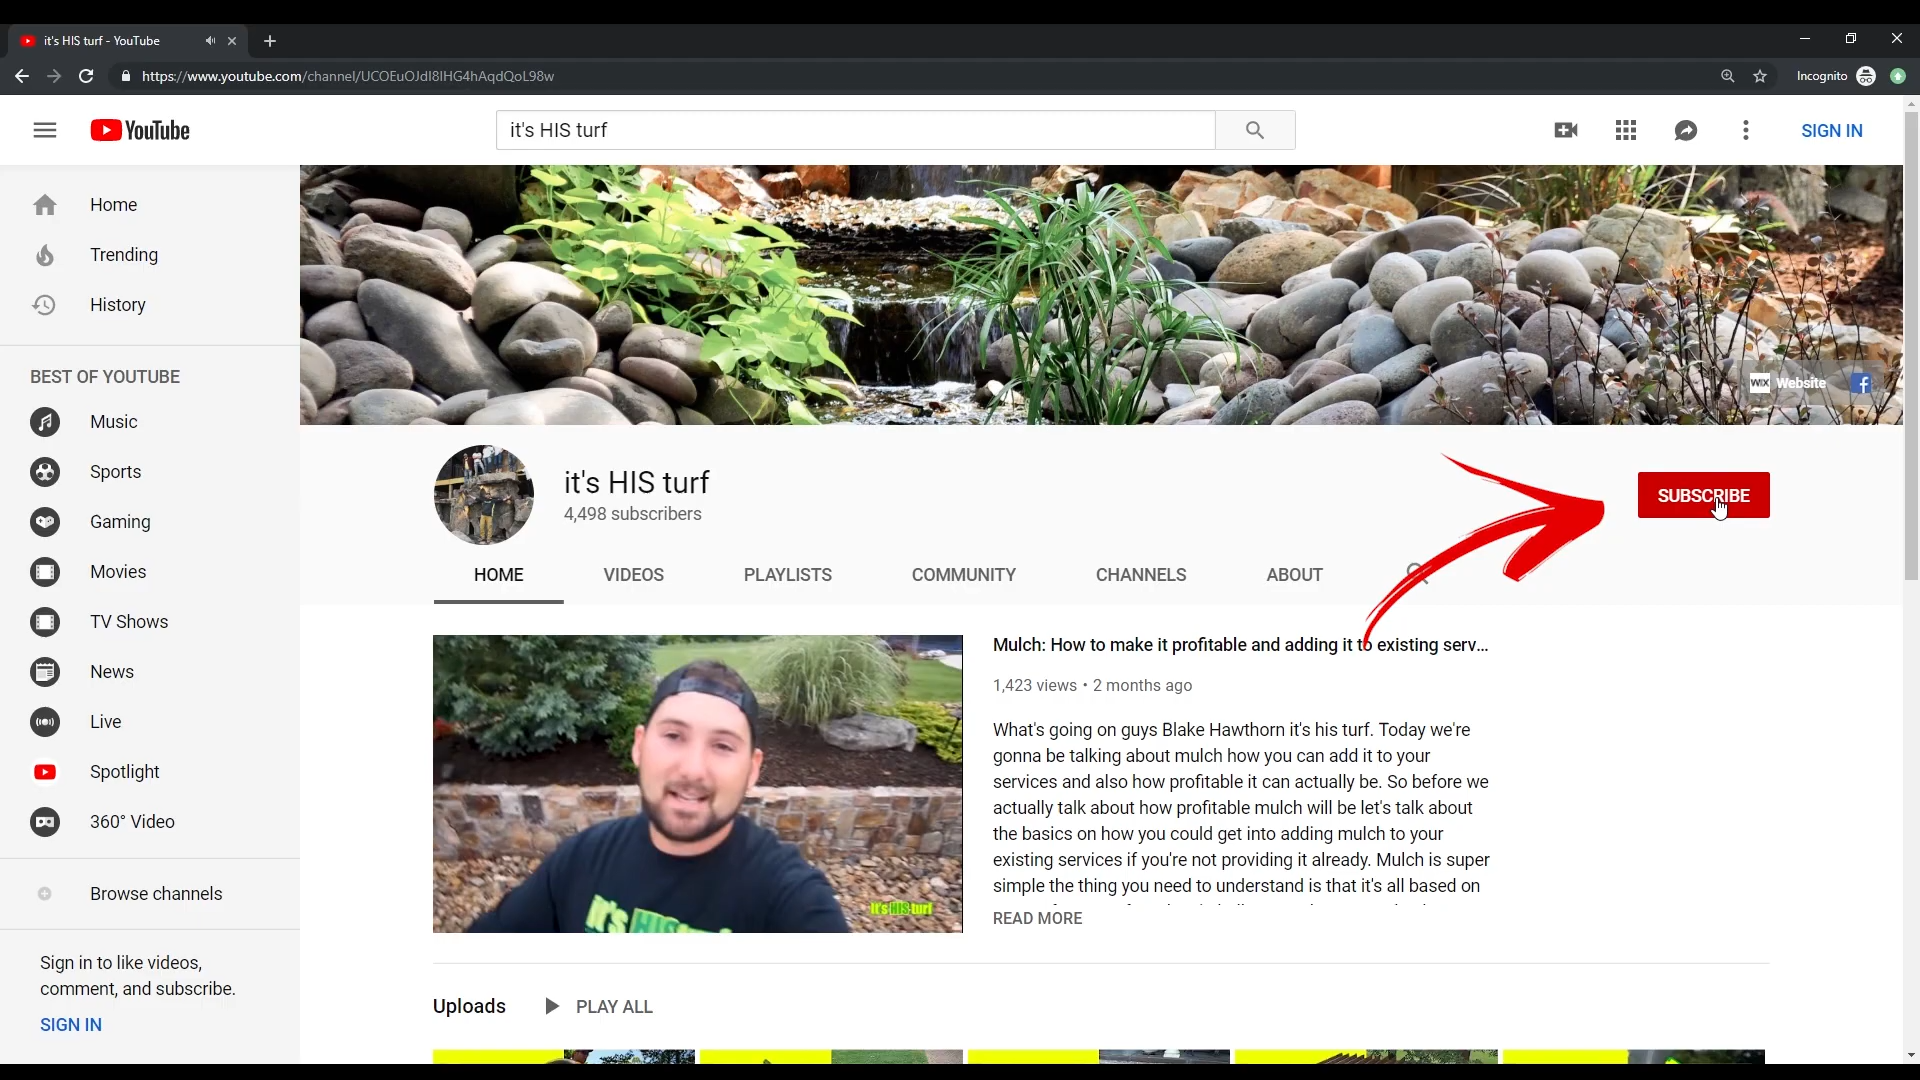 it's HIS turf - YouTube
https://www.youtube.com/channel/UCOEuOJdI8IHG4hAqdQoL98w
Incognito
YouTube
it's HIS turf
SIGN IN
Home
Trending
History
BEST OF YOUTUBE
Music
Sports
Gaming
Movies
TV Shows
News
Live
Spotlight
360° Video
Browse channels
Sign in to like videos,
comment, and subscribe.
SIGN IN
WIX Website
it's HIS turf
4,498 subscribers
SUBSCRIBE
HOME VIDEOS PLAYLISTS COMMUNITY CHANNELS ABOUT
It's HIS turf
Mulch: How to make it profitable and adding it to existing serv...
1,423 views • 2 months ago
What's going on guys Blake Hawthorn it's his turf. Today we're
gonna be talking about mulch how you can add it to your
services and also how profitable it can actually be. So before we
actually talk about how profitable mulch will be let's talk about
the basics on how you could get into adding mulch to your
existing services if you're not providing it already. Mulch is super
simple the thing you need to understand is that it's all based on
READ MORE
Uploads PLAY ALL